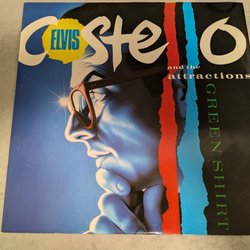 ELVIS
COSTELLO
and the
attractions
GREEN SHIRT